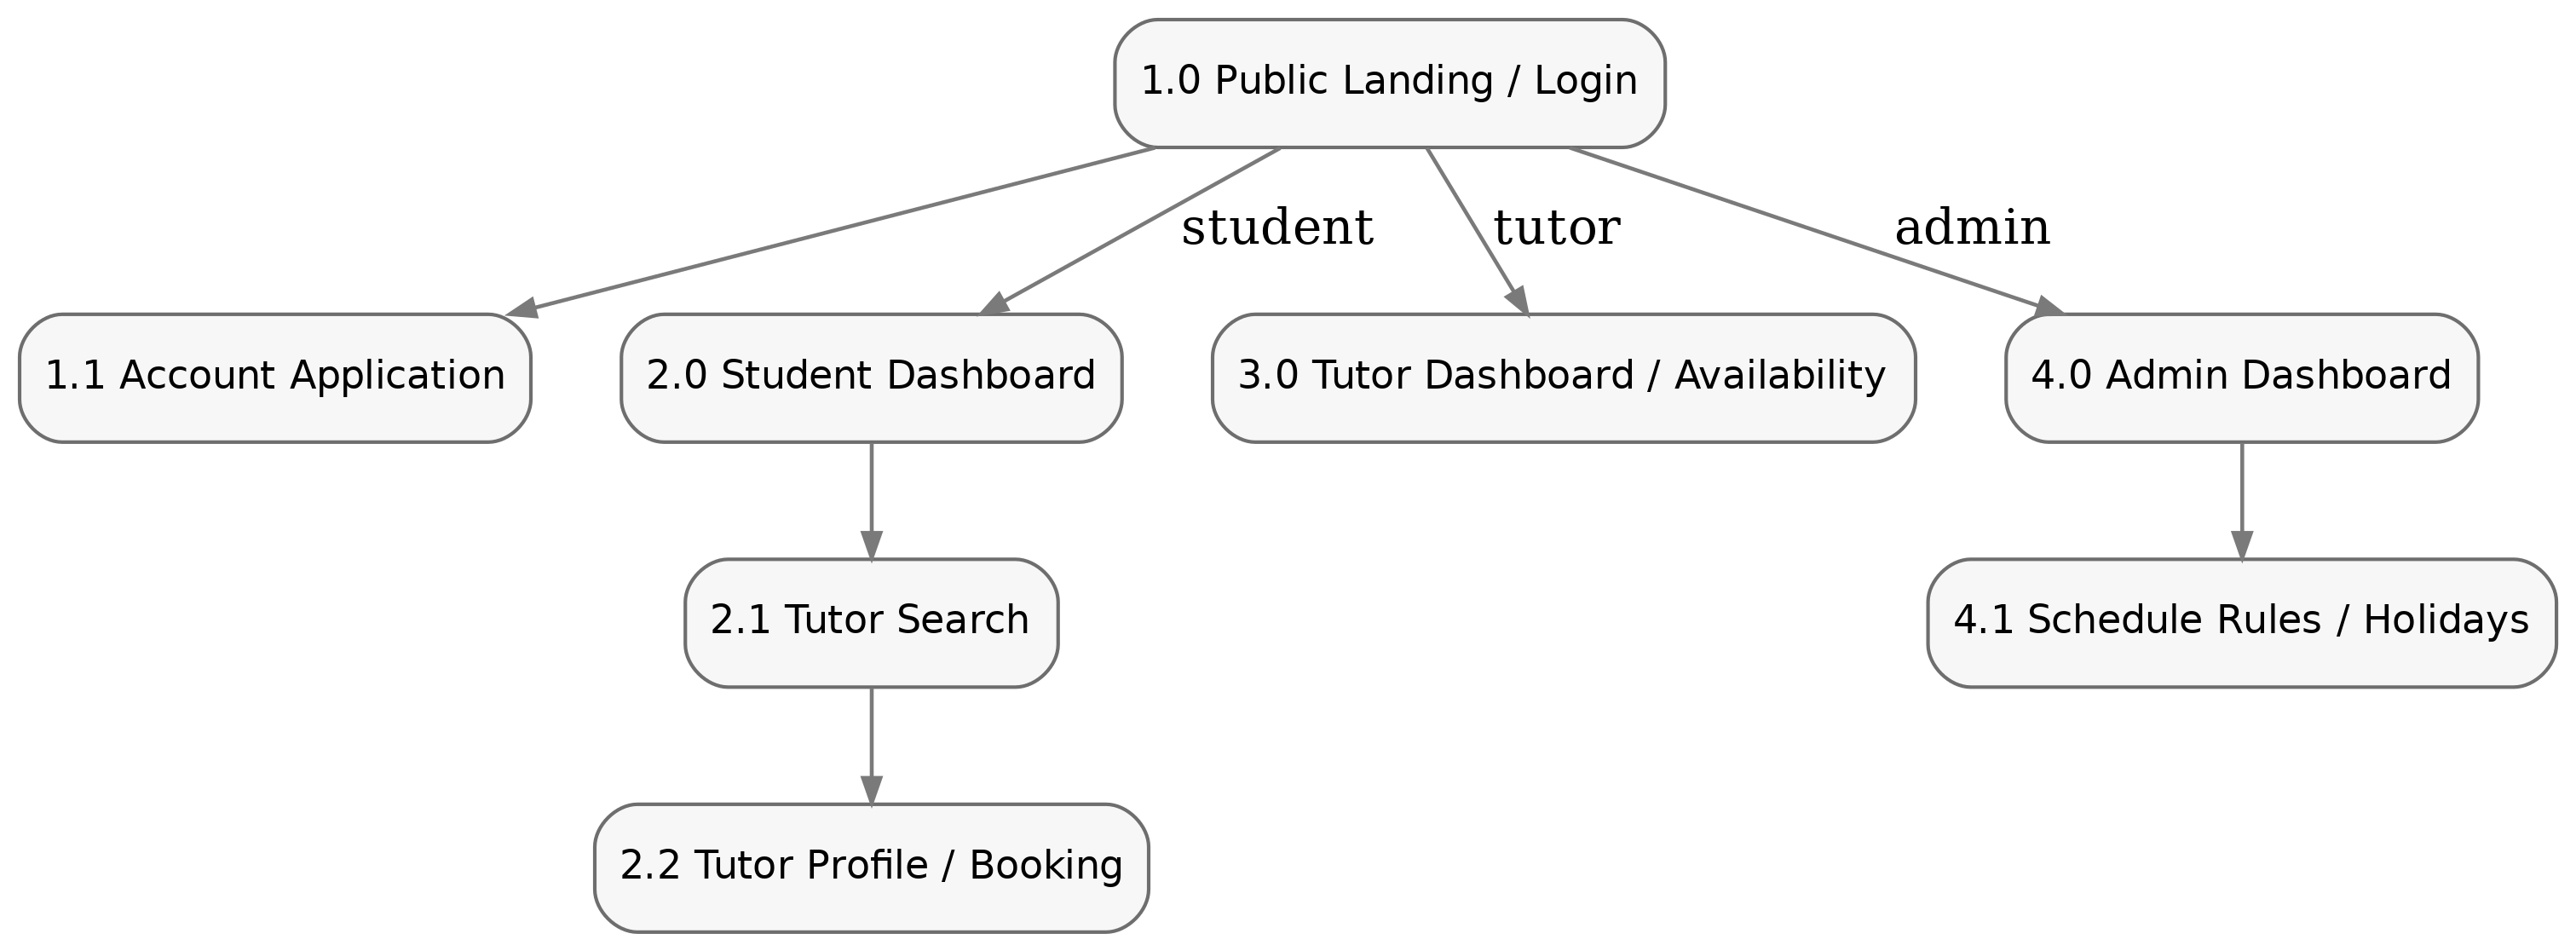 1.0 Public Landing / Login
student
tutor
admin
1.1 Account Application
2.0 Student Dashboard
3.0 Tutor Dashboard / Availability
4.0 Admin Dashboard
2.1 Tutor Search
4.1 Schedule Rules / Holidays
2.2 Tutor Profile / Booking